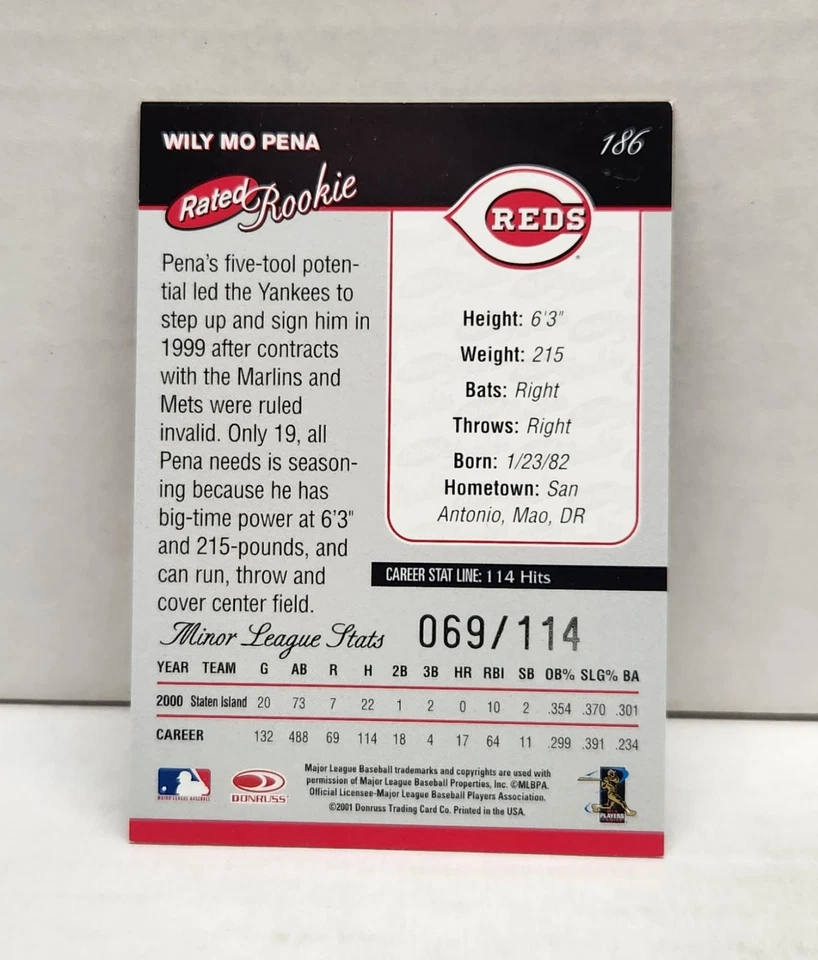 WILY MO PENA
186
Rated Rookie
REDS
Pena's five-tool poten-
tial led the Yankees to
step up and sign him in
1999 after contracts
with the Marlins and
Mets were ruled
invalid. Only 19, all
Pena needs is season-
ing because he has
big-time power at 6'3"
and 215-pounds, and
can run, throw and
cover center field.
Height: 6'3"
Weight: 215
Bats: Right
Throws: Right
Born: 1/23/82
Hometown: San
Antonio, Mao, DR
CAREER STAT LINE: 114 Hits
Minor League Stats
069/114
YEAR TEAM G AB R H 2B 3B HR RBI SB OB% SLG% BA
2000 Staten Island 20 73 7 22 1 2 0 10 2 .354 .370 .301
CAREER 132 488 69 114 18 4 17 64 11 .299 .391 .234
MAJOR LEAGUE BASEBALL
DONRUSS
Major League Baseball trademarks and copyrights are used with
permission of Major League Baseball Properties, Inc. ©MLBPA.
Official Licensee-Major League Baseball Players Association.
©2001 Donruss Trading Card Co. Printed in the USA.
PLAYERS